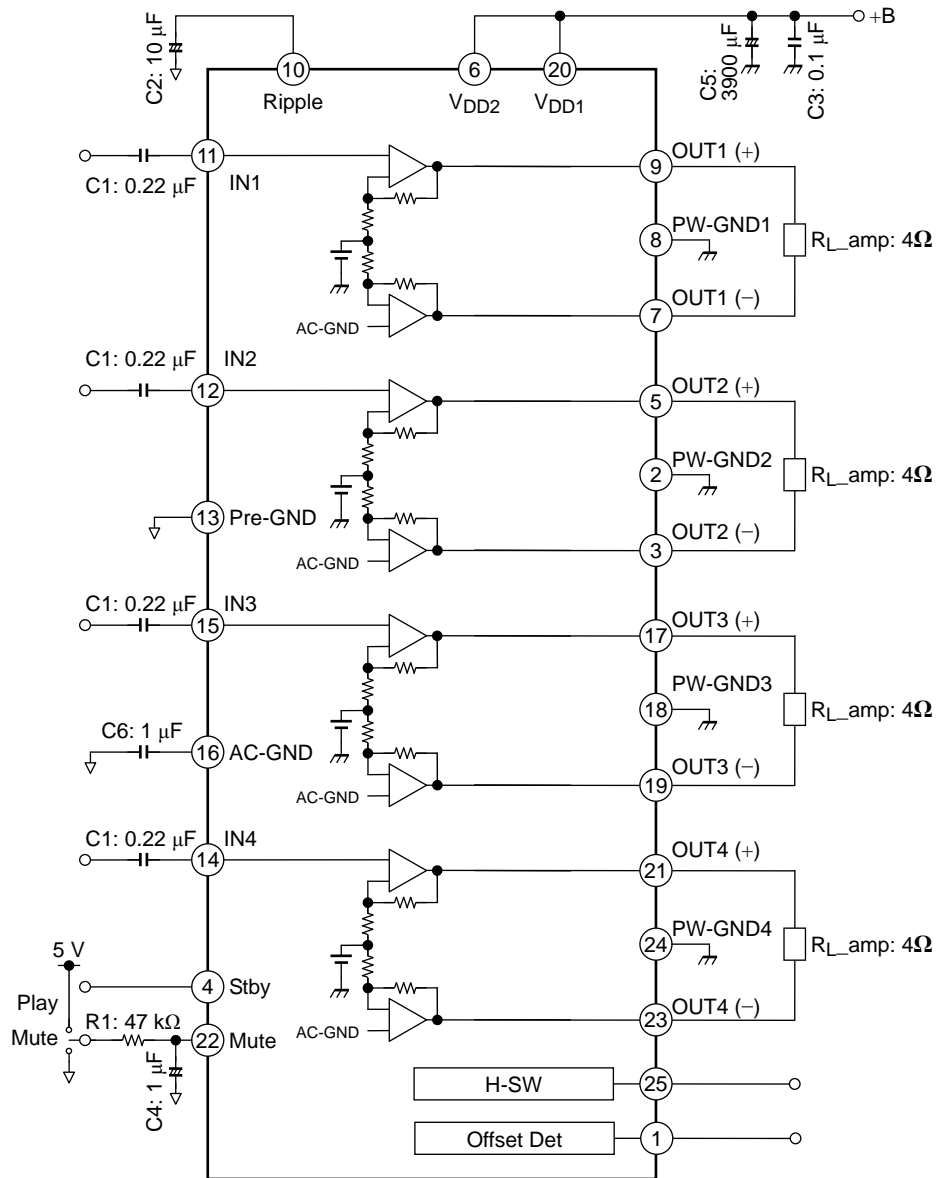 +B
C2: 10 μF
C5: 3900 μF
C3: 0.1 μF
10
6
20
Ripple
VDD2
VDD1
11
IN1
C1: 0.22 μF
9
OUT1 (+)
8
PW-GND1
RL_amp: 4Ω
OUT1 (−)
AC-GND
7
C1: 0.22 μF
IN2
12
5
OUT2 (+)
2
PW-GND2
RL_amp: 4Ω
13
Pre-GND
OUT2 (−)
AC-GND
3
C1: 0.22 μF
IN3
15
17
OUT3 (+)
PW-GND3
18
RL_amp: 4Ω
C6: 1 μF
16
AC-GND
OUT3 (−)
AC-GND
19
C1: 0.22 μF
IN4
14
21
OUT4 (+)
PW-GND4
24
RL_amp: 4Ω
5 V
4
Stby
Play
OUT4 (−)
AC-GND
23
Mute
R1: 47 kΩ
22
Mute
C4: 1 μF
H-SW
25
Offset Det
1